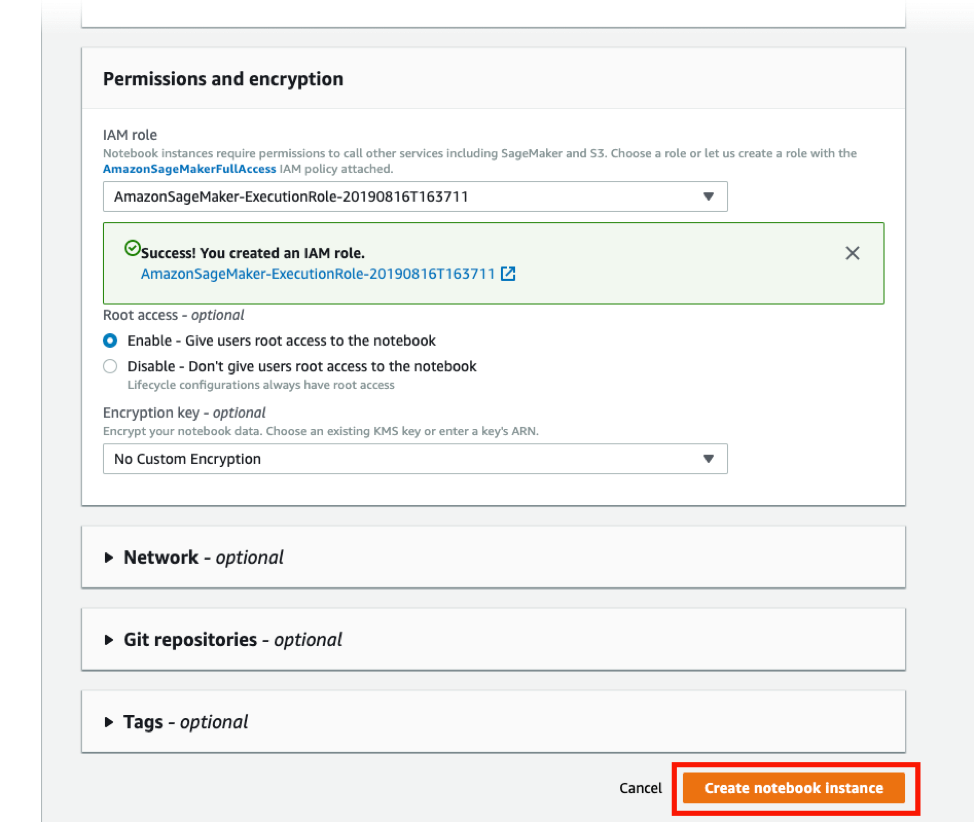 Permissions and encryption
IAM role
Notebook instances require permissions to call other services including SageMaker and S3. Choose a role or let us create a role with the
AmazonSageMakerFullAccess IAM policy attached.
AmazonSageMaker-ExecutionRole-20190816T163711
Success! You created an IAM role.
AmazonSageMaker-ExecutionRole-20190816T163711
Root access - optional
Enable - Give users root access to the notebook
Disable - Don't give users root access to the notebook
Lifecycle configurations always have root access
Encryption key - optional
Encrypt your notebook data. Choose an existing KMS key or enter a key's ARN.
No Custom Encryption
Network - optional
Git repositories - optional
Tags - optional
Cancel Create notebook instance